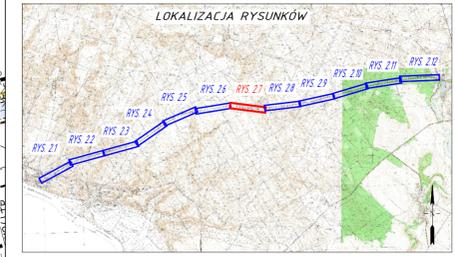 LOKALIZACJA RYSUNKÓW
RYS. 2.1
RYS. 2.2
RYS. 2.3
RYS. 2.4
RYS. 2.5
RYS. 2.6
RYS. 2.7
RYS. 2.8
RYS. 2.9
RYS. 2.10
RYS. 2.11
RYS. 2.12